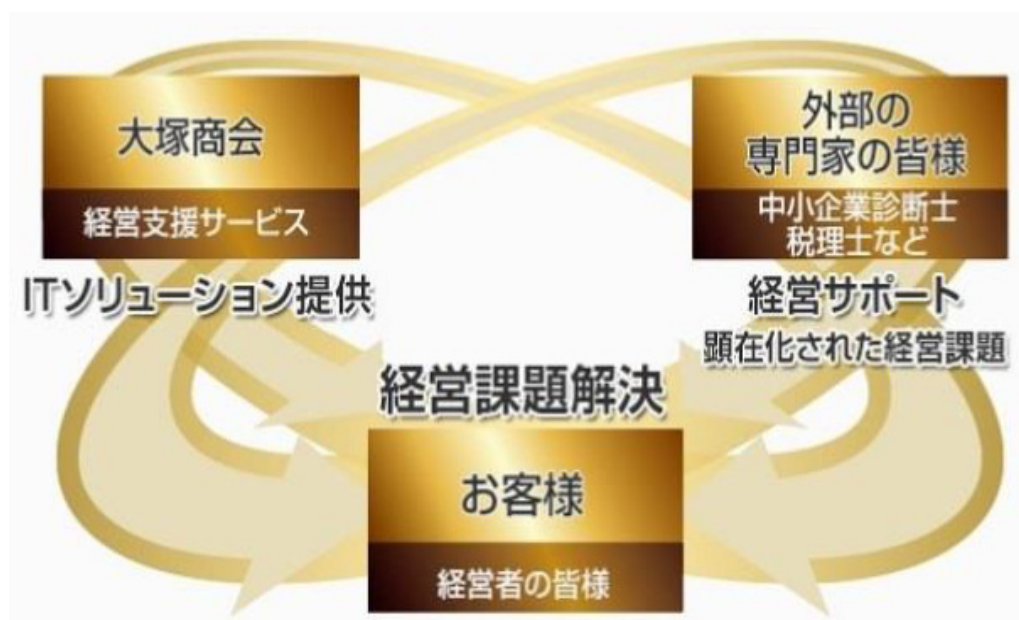 大塚商会
経営支援サービス
ITソリューション提供
外部の
専門家の皆様
中小企業診断士
税理士など
経営サポート
顕在化された経営課題
経営課題解決
お客様
経営者の皆様